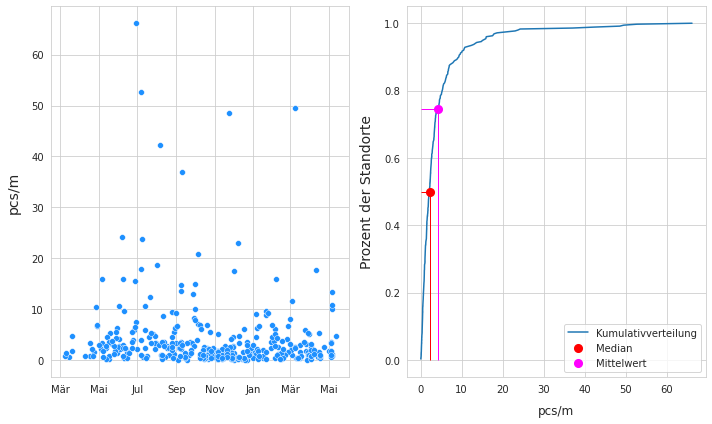 pcs/m
60
50
40
30
20
10
0
Mär Mai Jul Sep Nov Jan Mär Mai
Prozent der Standorte
1.0
0.8
0.6
0.4
0.2
0.0
Kumulativverteilung
Median
Mittelwert
0 10 20 30 40 50 60
pcs/m